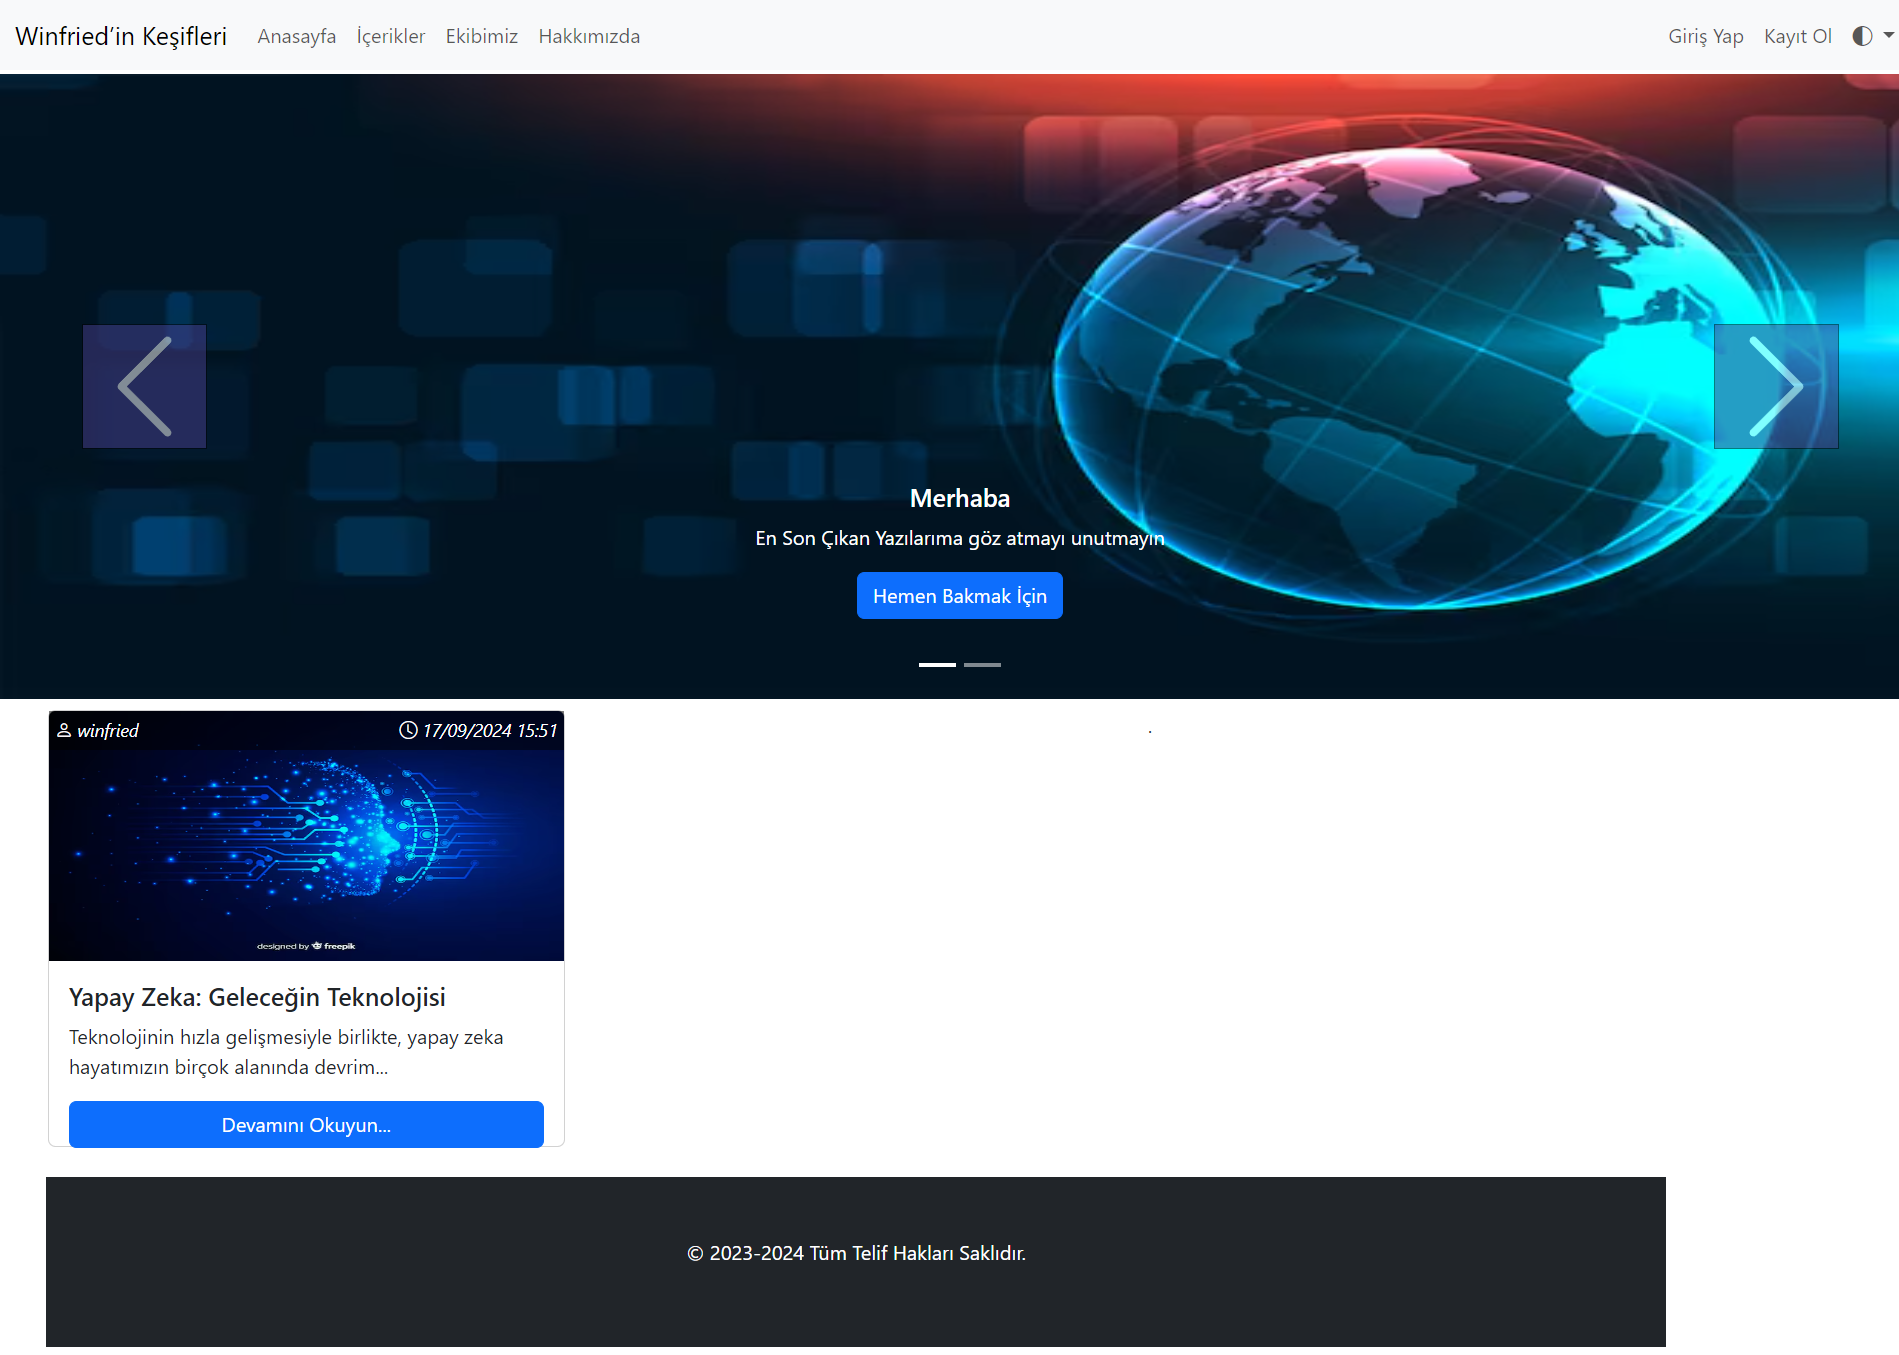 Winfried’in Keşifleri Anasayfa İçerikler Ekibimiz Hakkımızda Giriş Yap Kayıt Ol
Merhaba
En Son Çıkan Yazılarıma göz atmayı unutmayın
Hemen Bakmak İçin
winfried 17/09/2024 15:51
designed by freepik
Yapay Zeka: Geleceğin Teknolojisi
Teknolojinin hızla gelişmesiyle birlikte, yapay zeka
hayatımızın birçok alanında devrim...
Devamını Okuyun...
© 2023-2024 Tüm Telif Hakları Saklıdır.